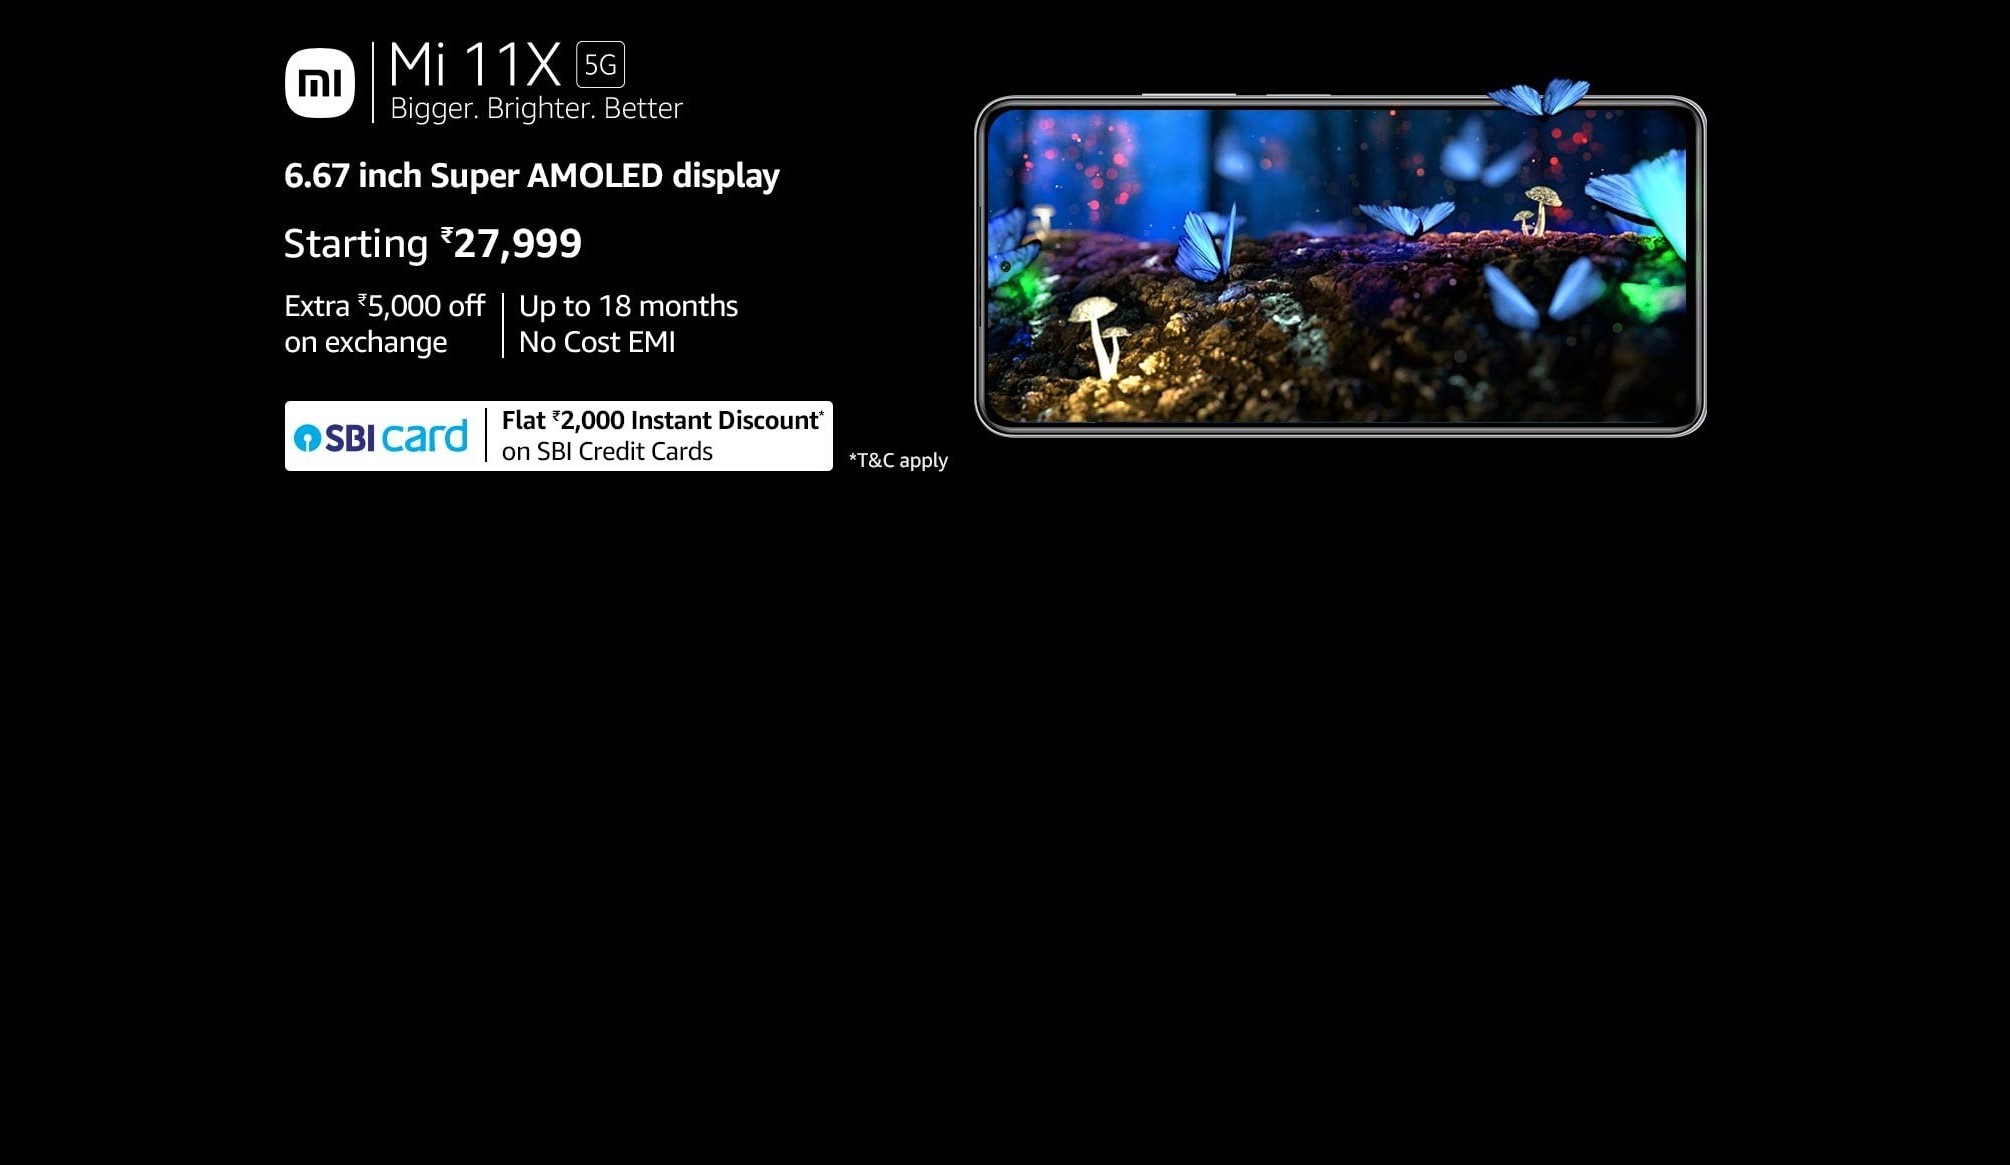 mi
Mi 11X 5G
Bigger. Brighter. Better
6.67 inch Super AMOLED display
Starting ₹27,999
Extra ₹5,000 off
on exchange
Up to 18 months
No Cost EMI
SBI card
Flat ₹2,000 Instant Discount*
on SBI Credit Cards
*T&C apply